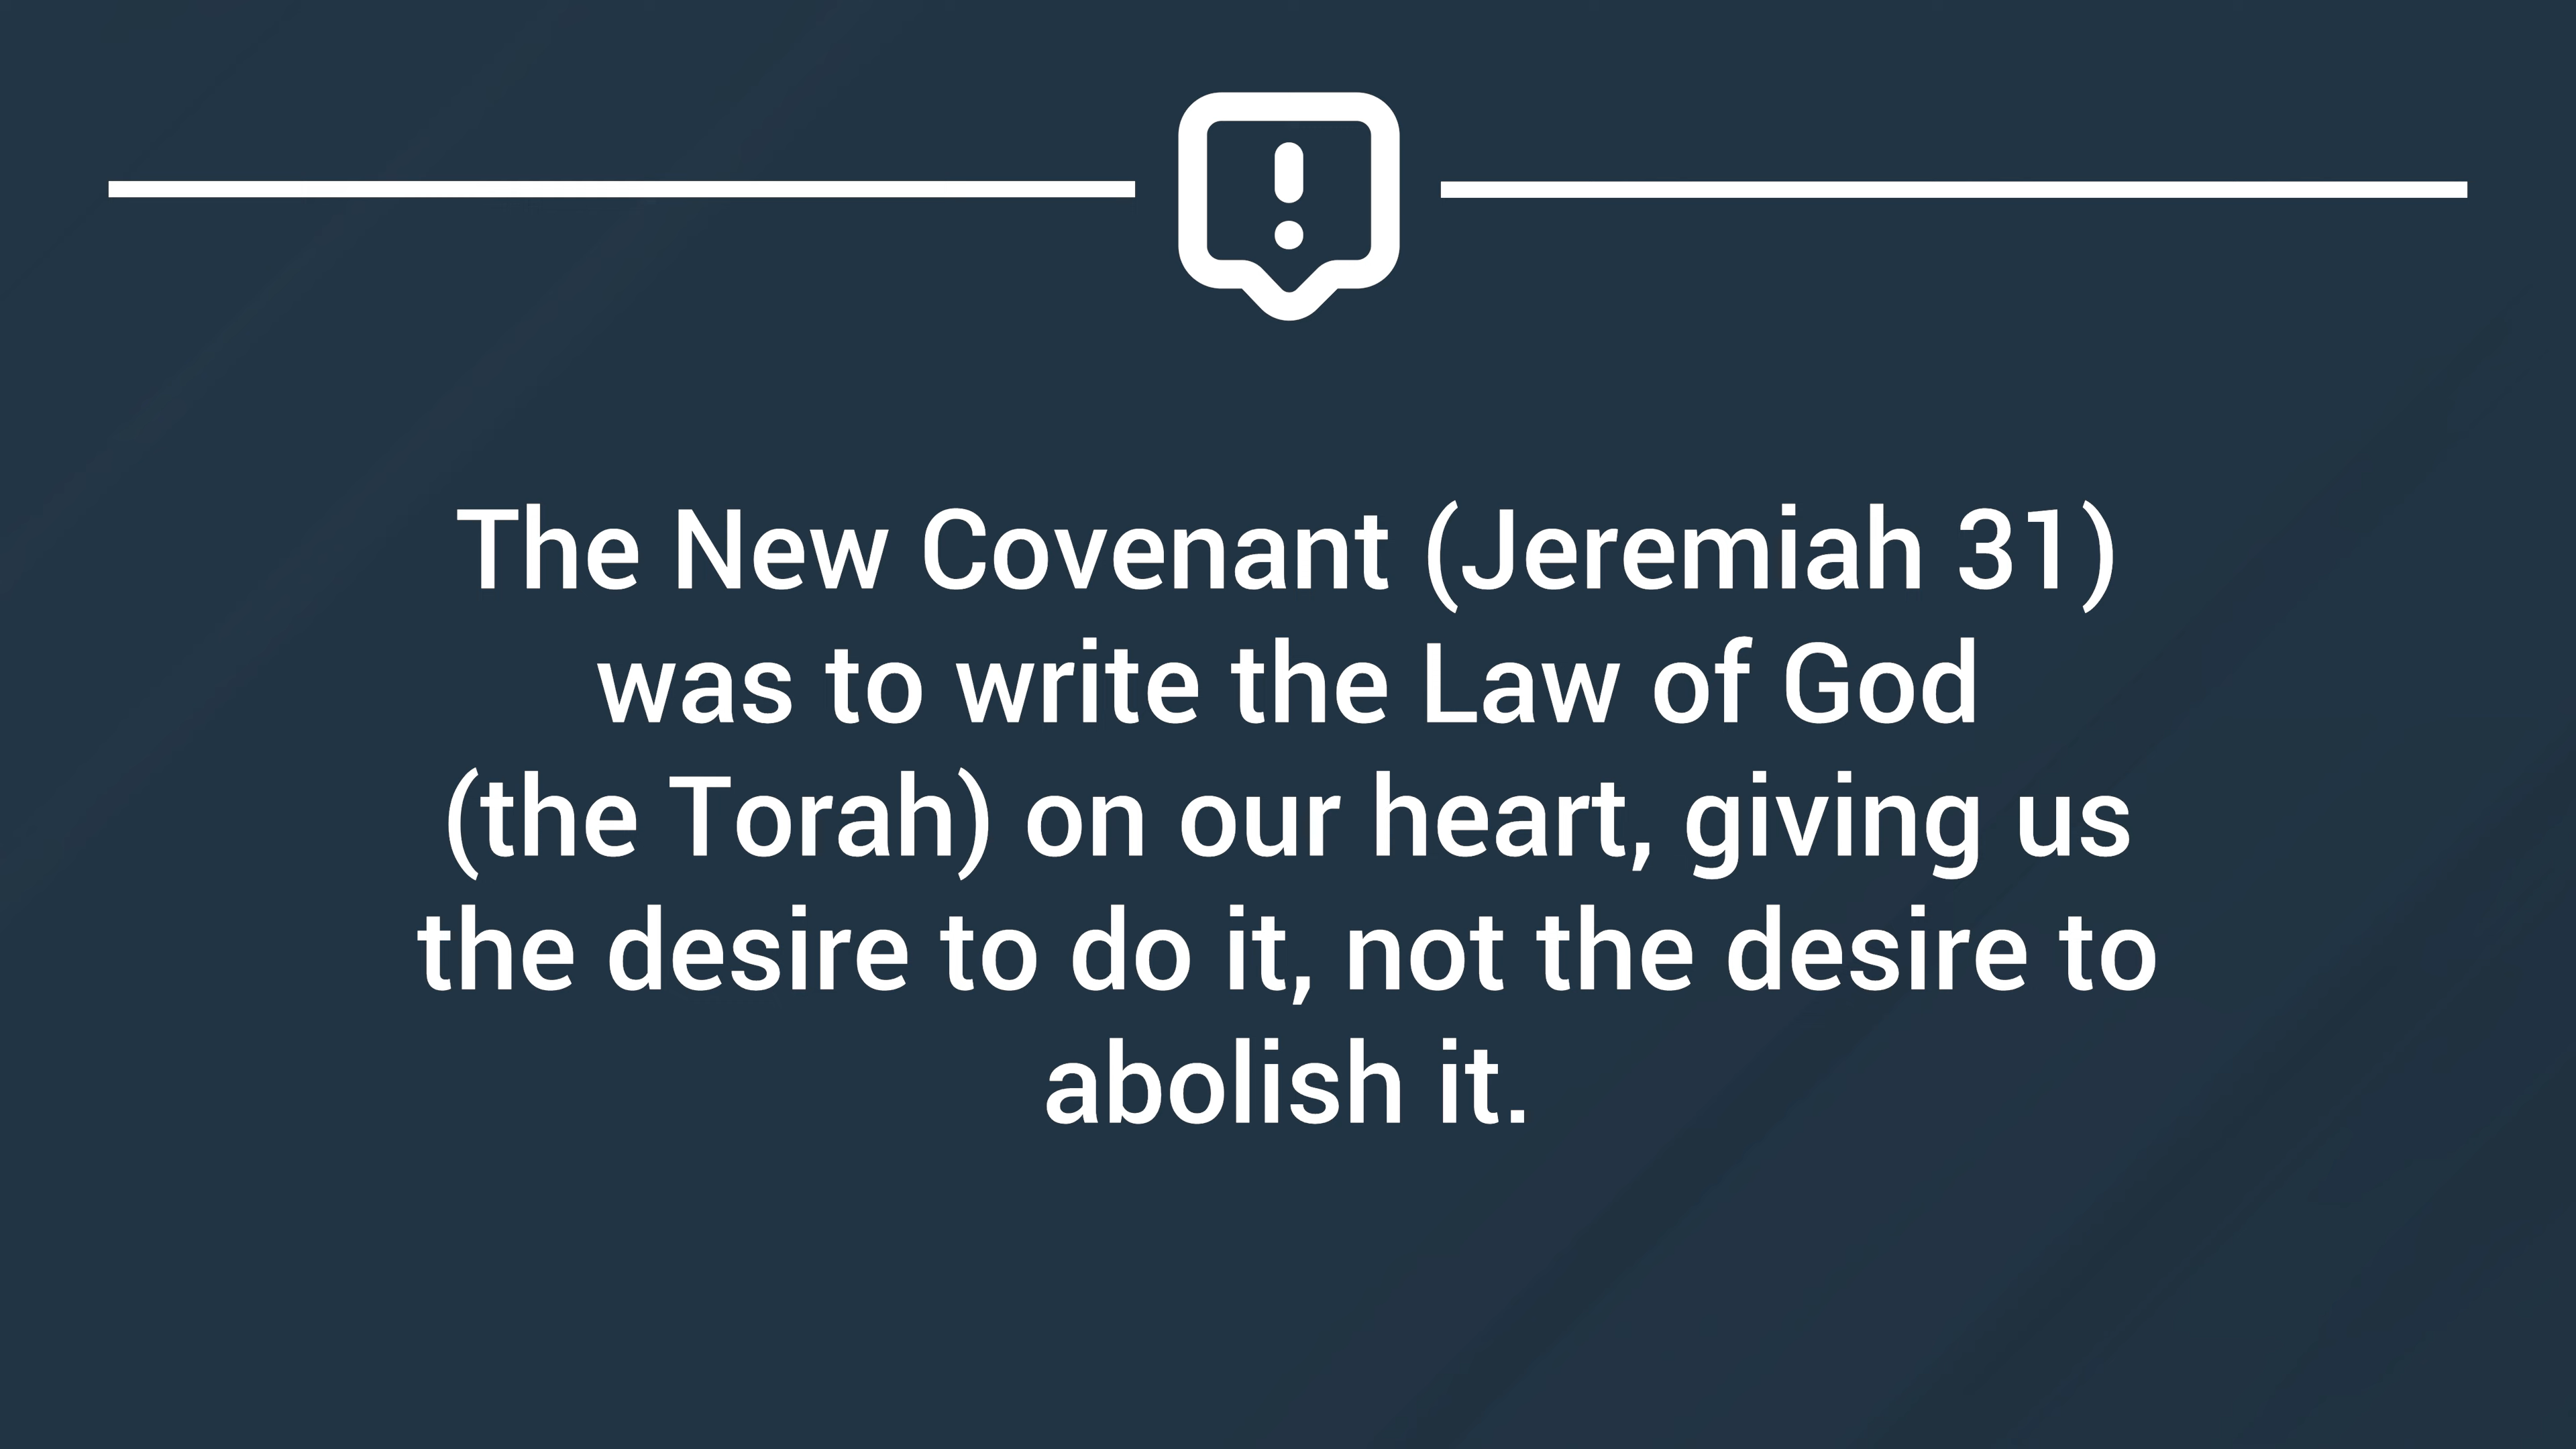 The New Covenant (Jeremiah 31)
was to write the Law of God
(the Torah) on our heart, giving us
the desire to do it, not the desire to
abolish it.